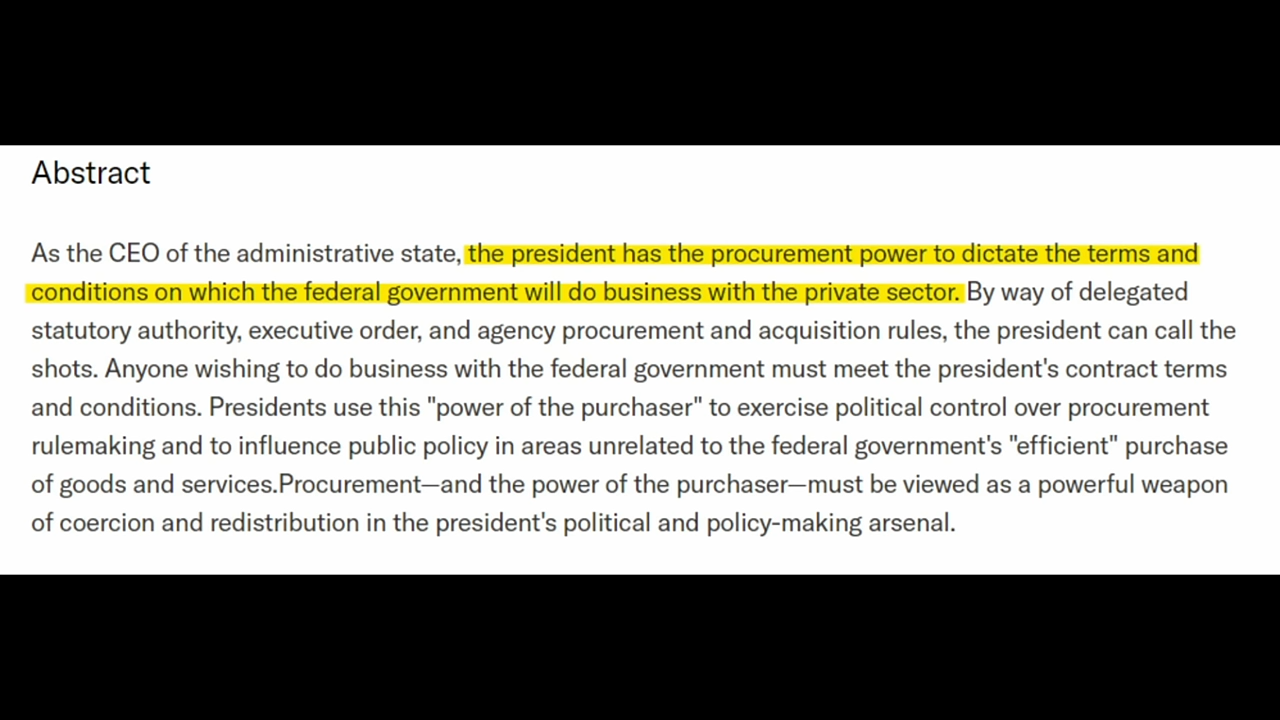 Abstract
As the CEO of the administrative state, the president has the procurement power to dictate the terms and
conditions on which the federal government will do business with the private sector. By way of delegated
statutory authority, executive order, and agency procurement and acquisition rules, the president can call the
shots. Anyone wishing to do business with the federal government must meet the president's contract terms
and conditions. Presidents use this "power of the purchaser" to exercise political control over procurement
rulemaking and to influence public policy in areas unrelated to the federal government's "efficient" purchase
of goods and services.Procurement—and the power of the purchaser—must be viewed as a powerful weapon
of coercion and redistribution in the president's political and policy-making arsenal.